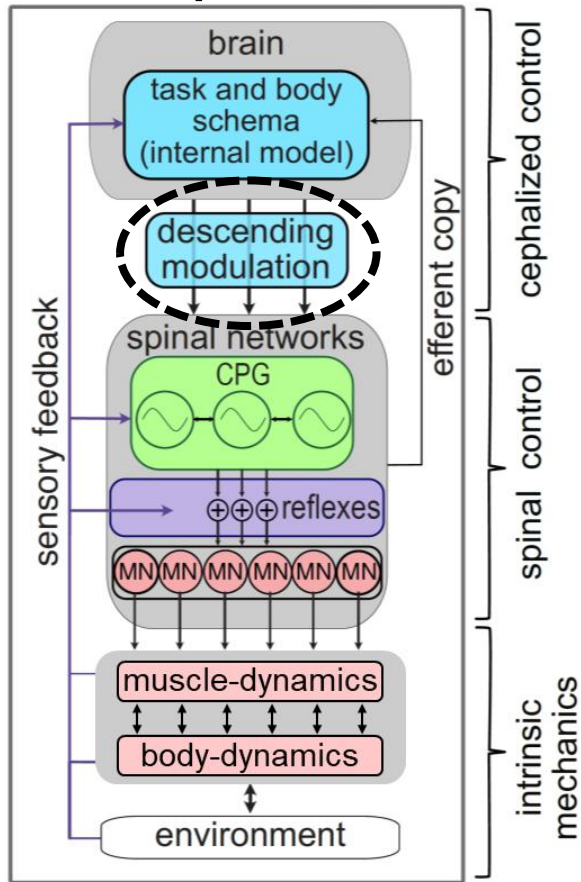 brain
task and body
schema
(internal model)
descending
modulation
spinal networks
CPG
reflexes
MN MN MN MN MN MN
muscle-dynamics
body-dynamics
environment
sensory feedback
efferent copy
cephalized control
spinal control
intrinsic
mechanics